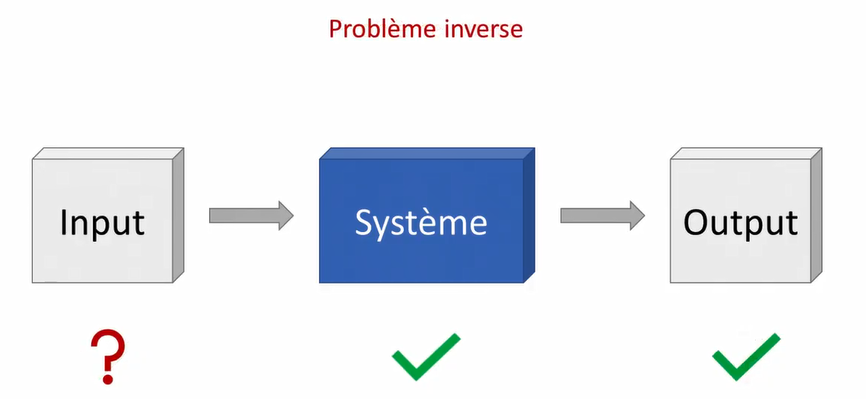 Problème inverse
Input
Système
Output
?